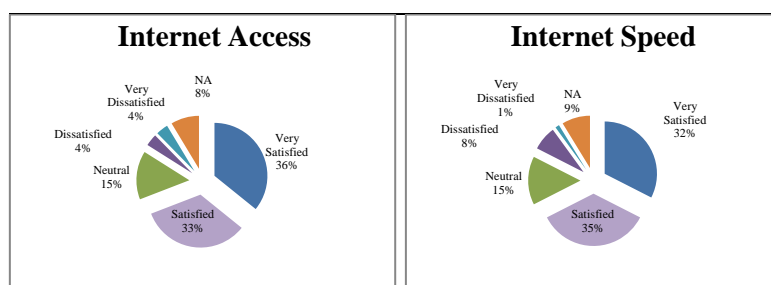 Internet Access
Very
Satisfied
36%
Satisfied
33%
Neutral
15%
Dissatisfied
4%
Very
Dissatisfied
4%
NA
8%
Internet Speed
Very
Satisfied
32%
Satisfied
35%
Neutral
15%
Dissatisfied
8%
Very
Dissatisfied
1%
NA
9%